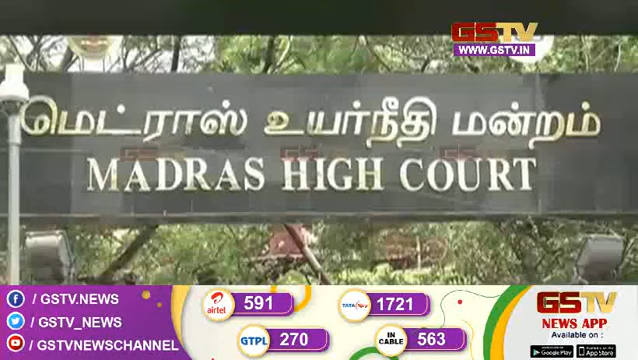 GSTV
WWW.GSTV.IN
மெட்ராஸ் உயர்நீதி மன்றம்
MADRAS HIGH COURT
/ GSTV.NEWS
/ GSTV_NEWS
/ GSTVNEWSCHANNEL
airtel 591
TATA 1721
GTPL 270
IN CABLE 563
GSTV
NEWS APP
Available on :
Google Play App Store